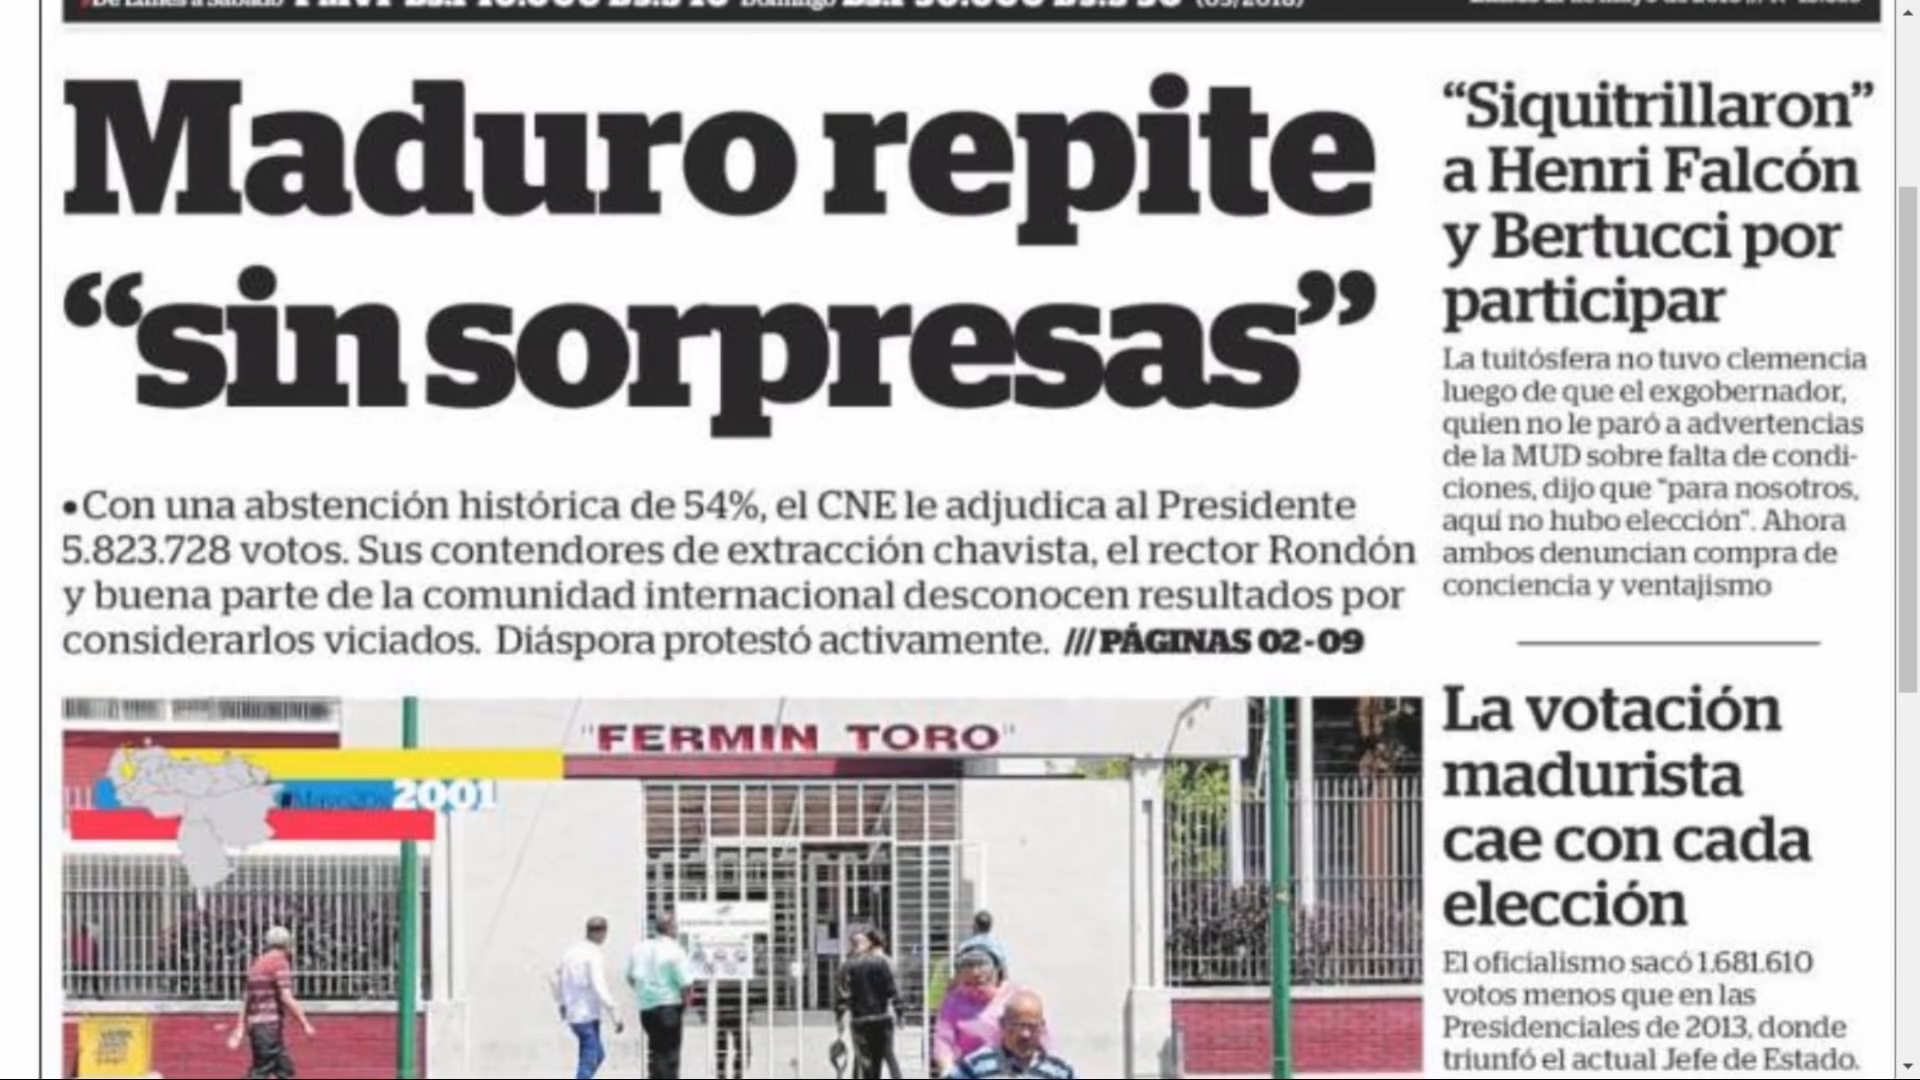 Maduro repite
“sin sorpresas”
•Con una abstención histórica de 54%, el CNE le adjudica al Presidente
5.823.728 votos. Sus contendores de extracción chavista, el rector Rondón
y buena parte de la comunidad internacional desconocen resultados por
considerarlos viciados. Diáspora protestó activamente. ///PÁGINAS 02-09
"FERMIN TORO"
2001
“Siquitrillaron”
a Henri Falcón
y Bertucci por
participar
La tuitósfera no tuvo clemencia
luego de que el exgobernador,
quien no le paró a advertencias
de la MUD sobre falta de condi-
ciones, dijo que "para nosotros,
aquí no hubo elección". Ahora
ambos denuncian compra de
conciencia y ventajismo
La votación
madurista
cae con cada
elección
El oficialismo sacó 1.681.610
votos menos que en las
Presidenciales de 2013, donde
triunfó el actual Jefe de Estado.